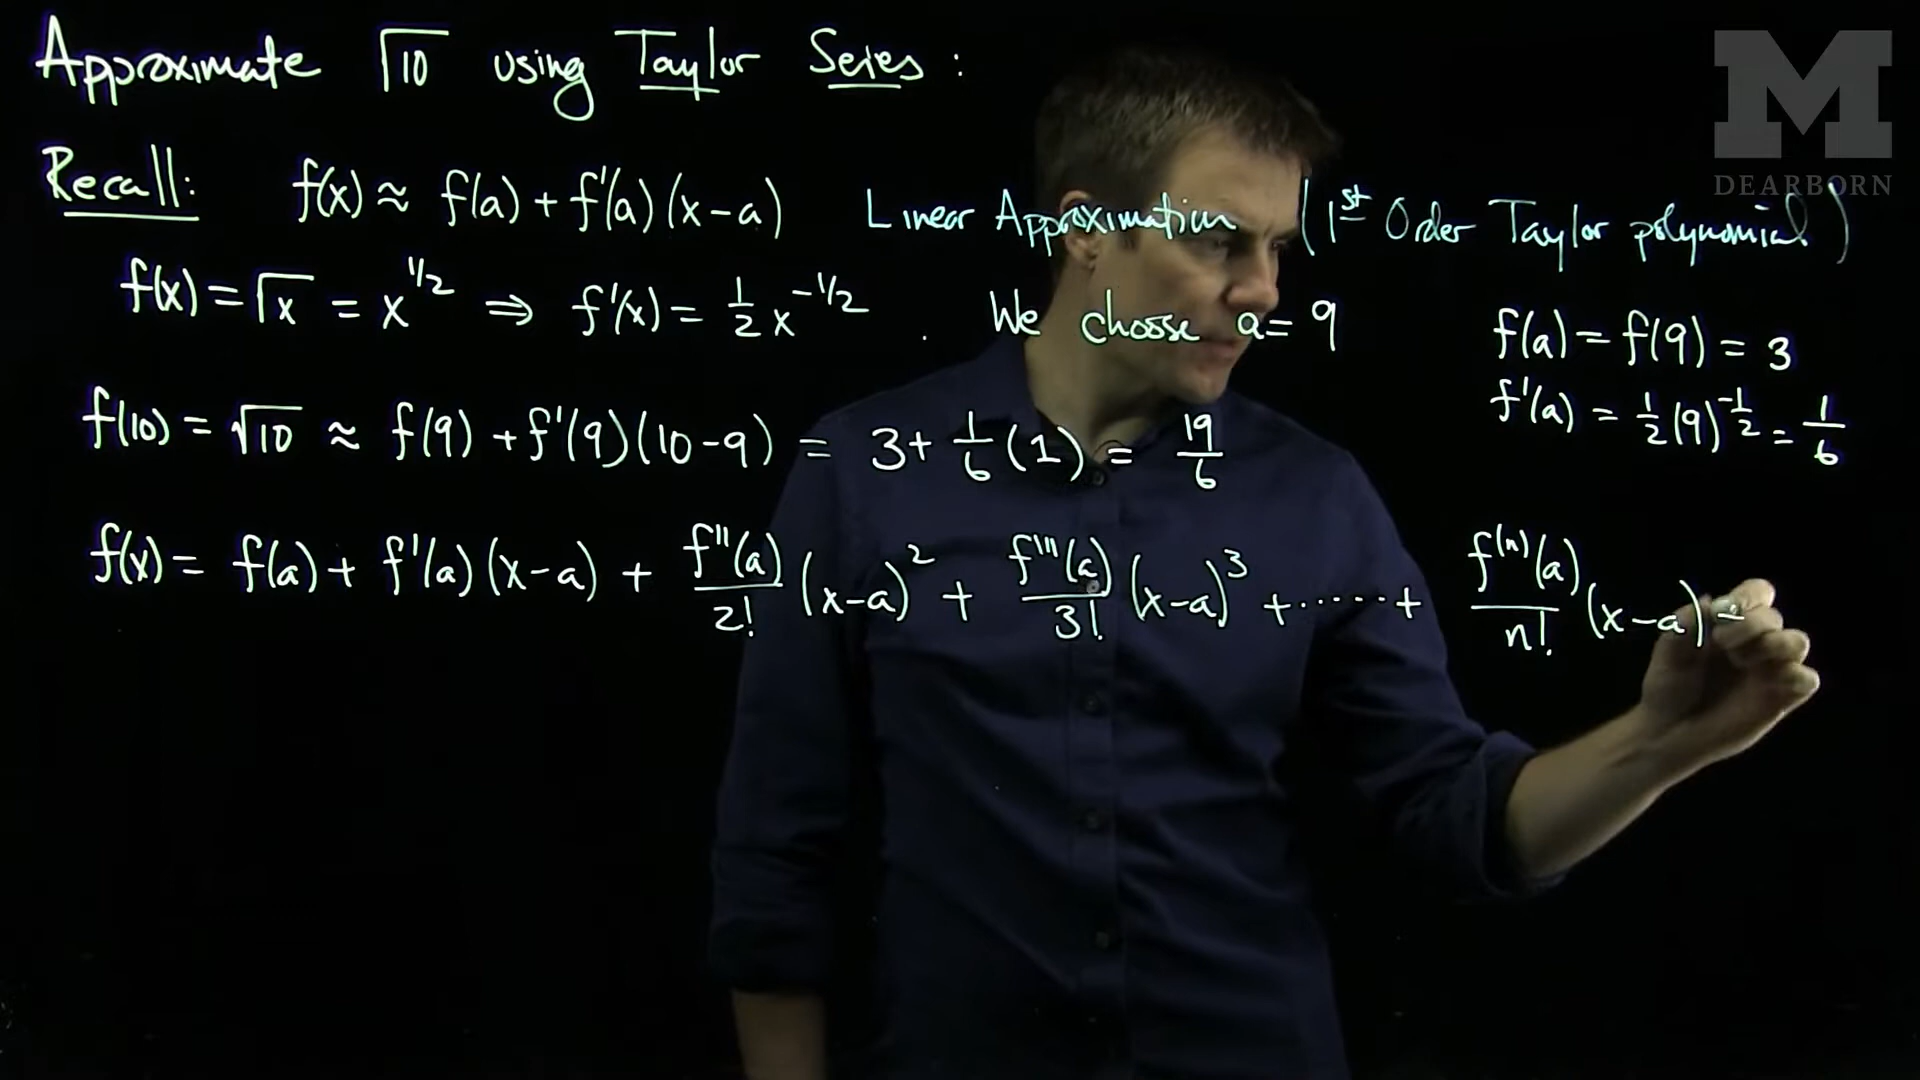 Approximate √10 using Taylor Series :
M
DEARBORN
Recall: f(x) ≈ f(a) + f'(a) (x-a) Linear Approximation (1st Order Taylor polynomial)
f(x) = √x = x^1/2 ⇒ f'(x) = 1/2 x^-1/2 . We choose a = 9
f(a) = f(9) = 3
f'(a) = 1/2 (9)^-1/2 = 1/6
f(10) = √10 ≈ f(9) + f'(9) (10-9) = 3 + 1/6 (1) = 19/6
f(x) = f(a) + f'(a) (x-a) + f''(a)/2! (x-a)^2 + f'''(a)/3! (x-a)^3 + ...... + f^(n)(a)/n! (x-a)